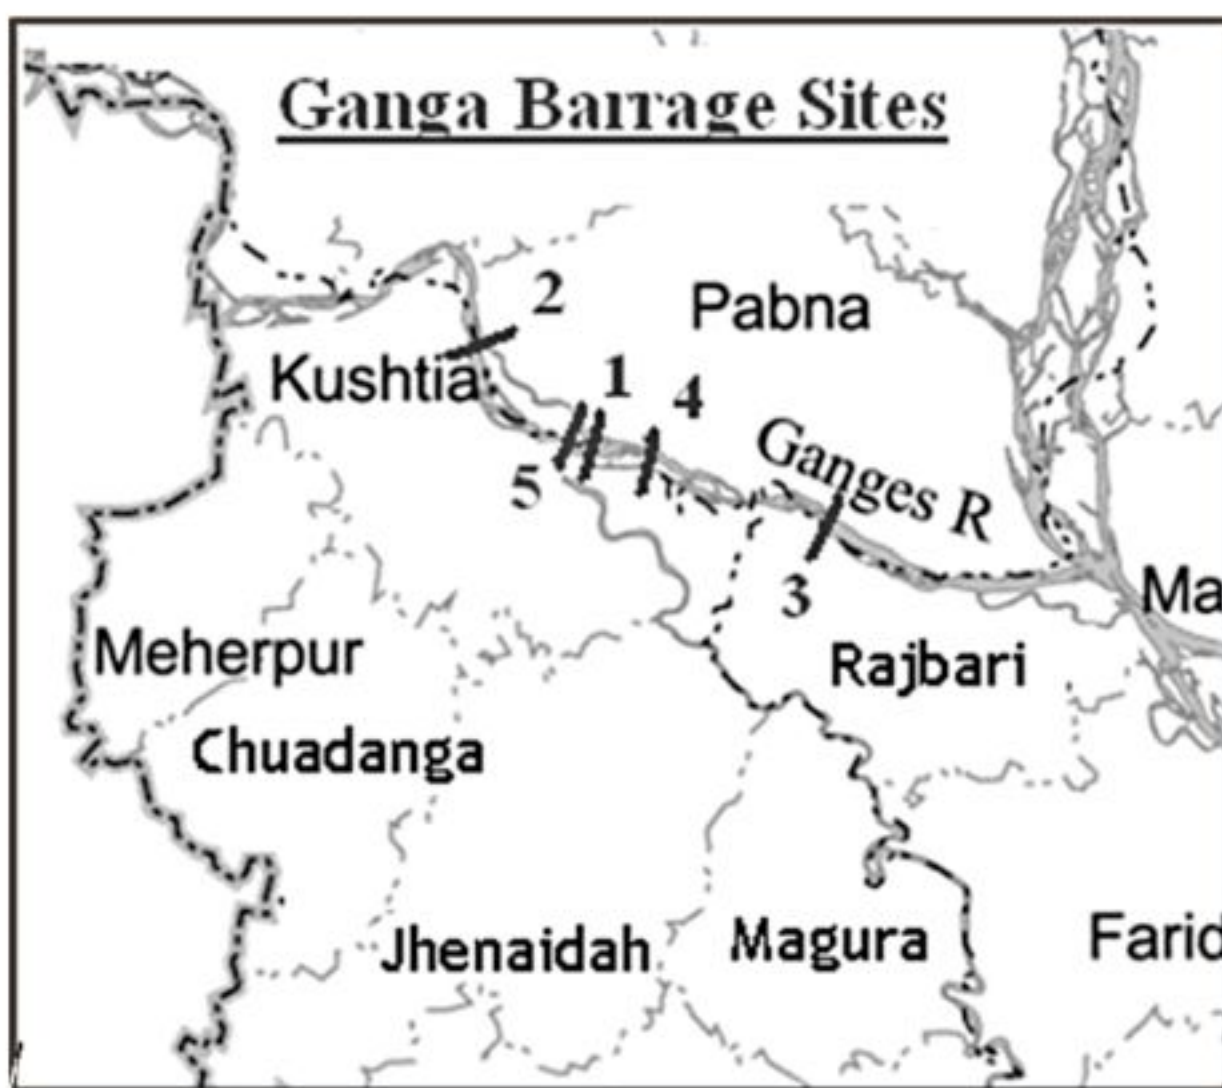 Ganga Barrage Sites
2
Pabna
Kushtia
1
4
Ganges R
5
3
Ma
Meherpur
Rajbari
Chuadanga
Jhenaidah
Magura
Farid